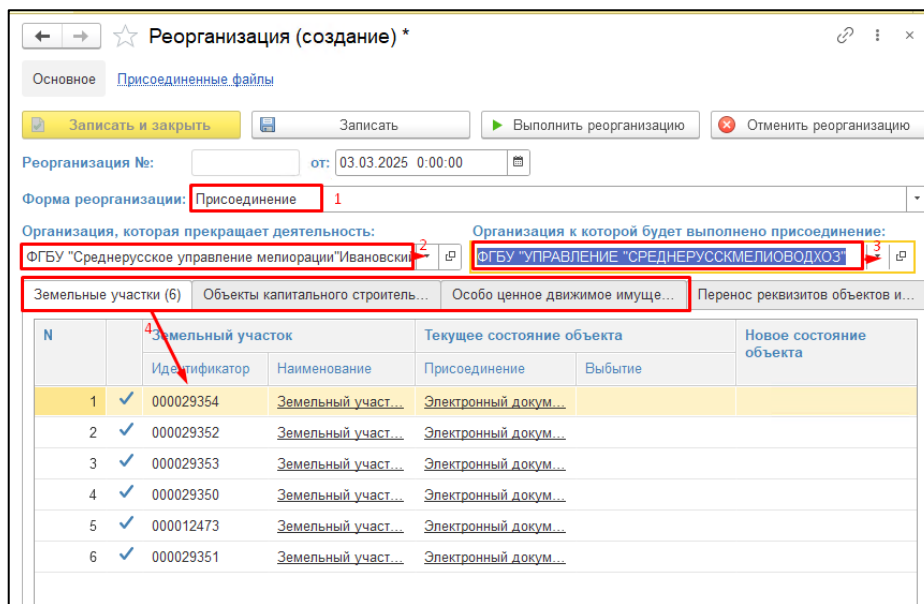 Реорганизация (создание) *
Основное Присоединенные файлы
Записать и закрыть Записать Выполнить реорганизацию Отменить реорганизацию
Реорганизация №: от: 03.03.2025 0:00:00
Форма реорганизации: Присоединение 1
Организация, которая прекращает деятельность: Организация к которой будет выполнено присоединение:
ФГБУ "Среднерусское управление мелиорации"Ивановский 2 ФГБУ "УПРАВЛЕНИЕ "СРЕДНЕРУССКМЕЛИОВОДХОЗ" 3
Земельные участки (6) Объекты капитального строитель... Особо ценное движимое имуще... Перенос реквизитов объектов и...
N 4 Земельный участок Текущее состояние объекта Новое состояние объекта
Идентификатор Наименование Присоединение Выбытие
1 000029354 Земельный участ... Электронный докум...
2 000029352 Земельный участ... Электронный докум...
3 000029353 Земельный участ... Электронный докум...
4 000029350 Земельный участ... Электронный докум...
5 000012473 Земельный участ... Электронный докум...
6 000029351 Земельный участ... Электронный докум...